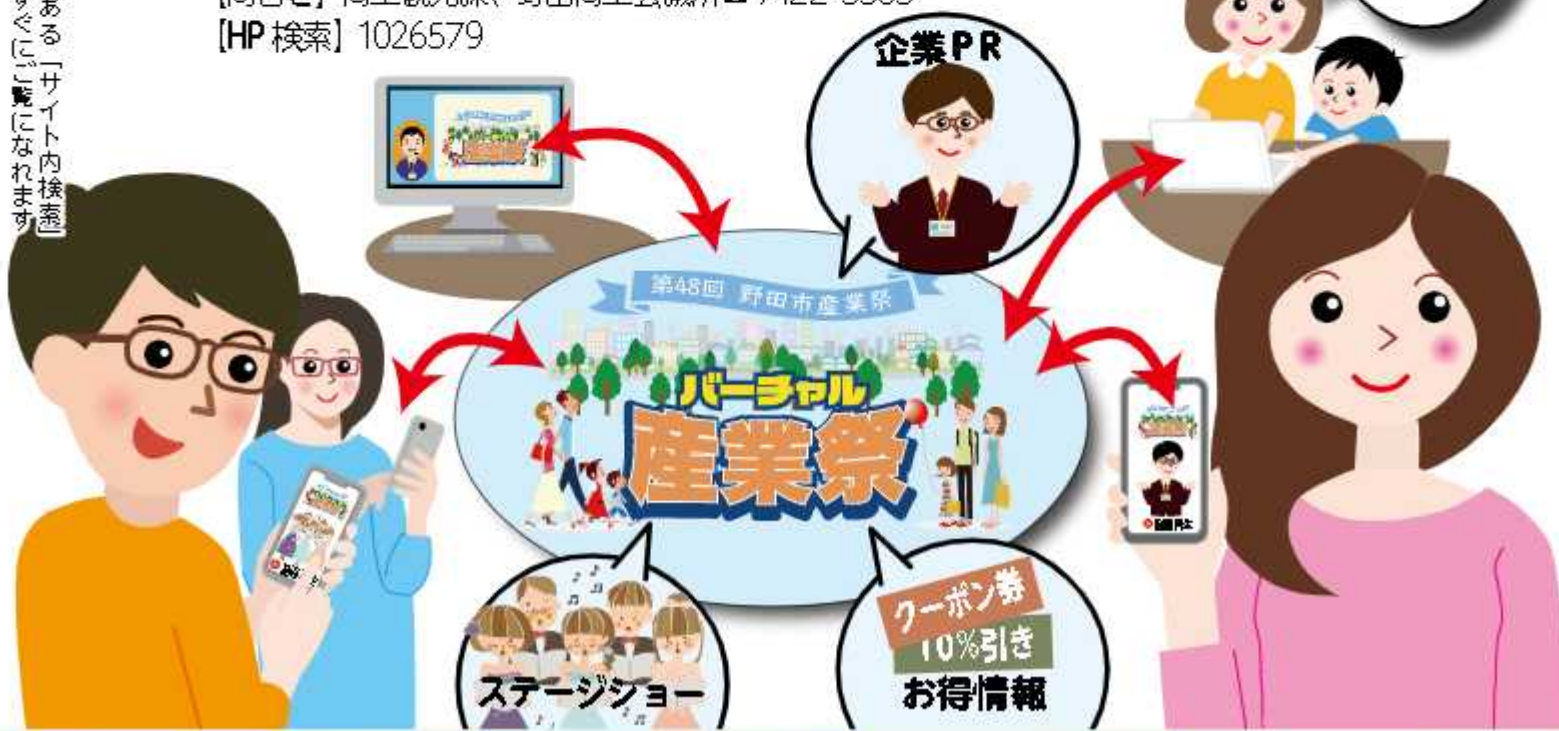 [HP検索] 1026579
ある「サイト内検索」
すぐにご覧になれます
企業PR
第48回 野田市産業祭
バーチャル
産業祭
ステージショー
クーポン券
10%引き
お得情報